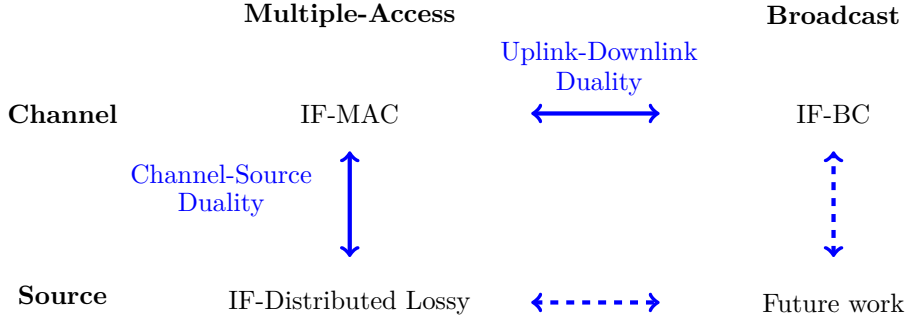 Multiple-Access Broadcast
Uplink-Downlink
Duality
Channel IF-MAC IF-BC
Channel-Source
Duality
Source IF-Distributed Lossy Future work